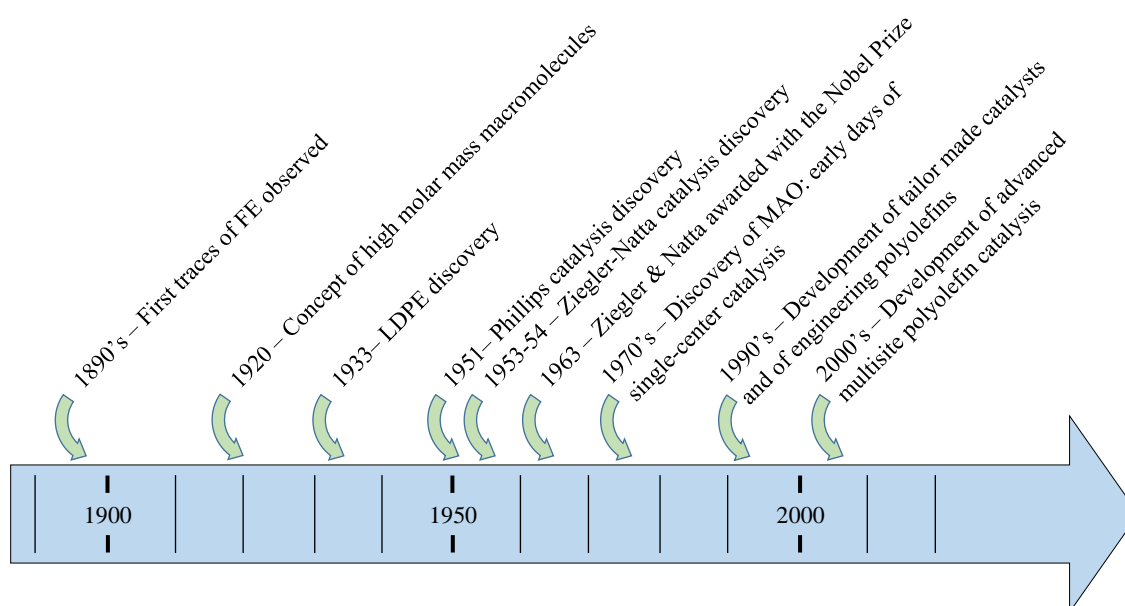 1890’s – First traces of FE observed
1920 – Concept of high molar mass macromolecules
1933– LDPE discovery
1951– Phillips catalysis discovery
1953-54 – Ziegler-Natta catalysis discovery
1963 – Ziegler & Natta awarded with the Nobel Prize
1970’s – Discovery of MAO: early days of
single-center catalysis
1990’s – Development of tailor made catalysts
and of engineering polyolefins
2000’s – Development of advanced
multisite polyolefin catalysis
1900
1950
2000